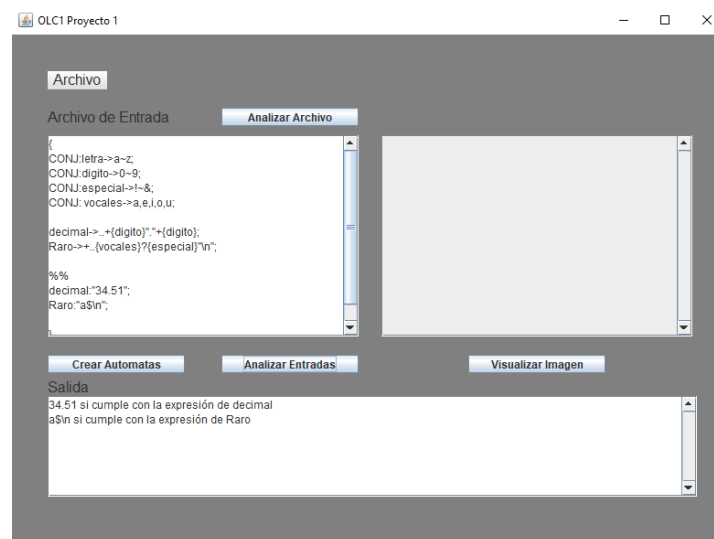 OLC1 Proyecto 1
Archivo
Archivo de Entrada
Analizar Archivo
{
CONJ:letra->a~z;
CONJ:digito->0~9;
CONJ:especial->!~&;
CONJ: vocales->a,e,i,o,u;
decimal->..+{digito}"."+{digito};
Raro->+..{vocales}?{especial}"\n";
%%
decimal:"34.51";
Raro:"a$\n";
Crear Automatas
Analizar Entradas
Visualizar Imagen
Salida
34.51 si cumple con la expresión de decimal
a$\n si cumple con la expresión de Raro